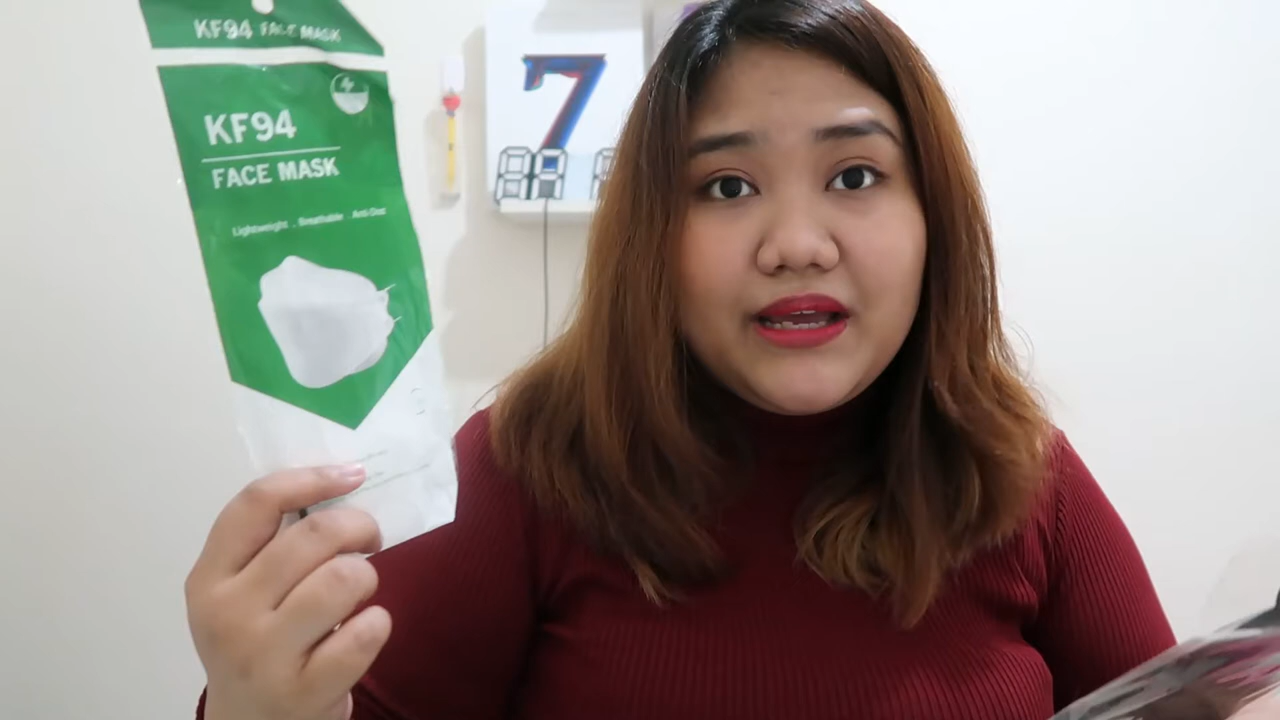 KF94 FACE MASK
KF94
FACE MASK
Lightweight . Breathable . Anti-Dust
7